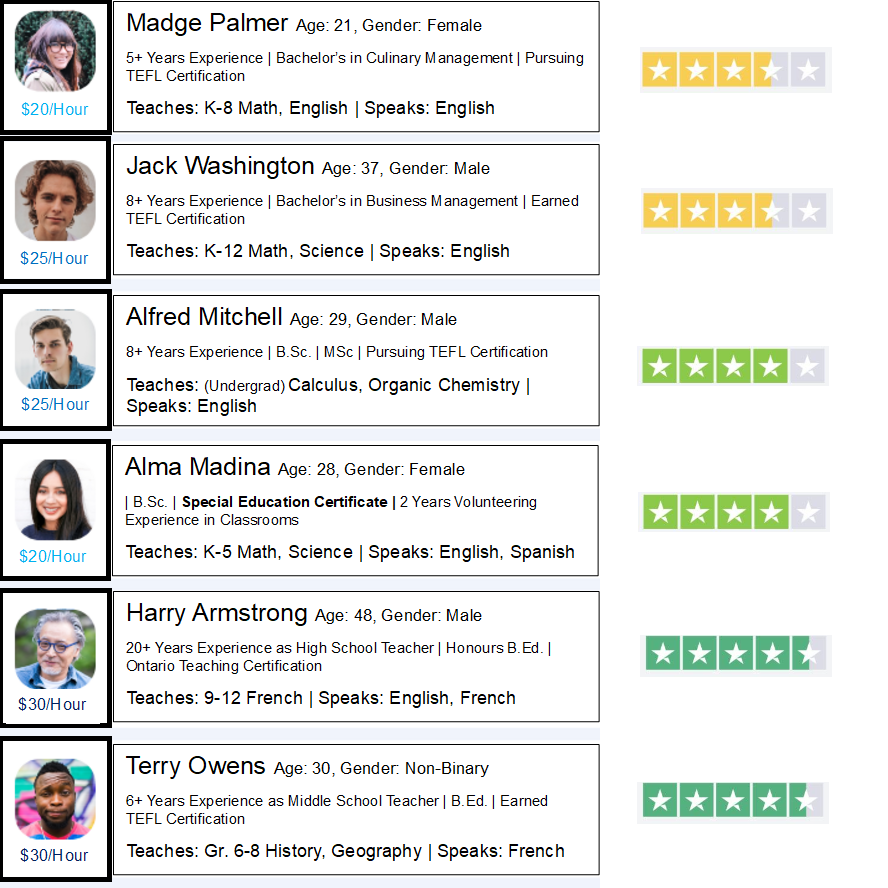 Madge Palmer Age: 21, Gender: Female
5+ Years Experience | Bachelor's in Culinary Management | Pursuing
TEFL Certification
$20/Hour
Teaches: K-8 Math, English | Speaks: English
Jack Washington Age: 37, Gender: Male
8+ Years Experience | Bachelor's in Business Management | Earned
TEFL Certification
$25/Hour
Teaches: K-12 Math, Science | Speaks: English
Alfred Mitchell Age: 29, Gender: Male
8+ Years Experience | B.Sc. | MSc | Pursuing TEFL Certification
Teaches: (Undergrad) Calculus, Organic Chemistry |
$25/Hour
Speaks: English
Alma Madina Age: 28, Gender: Female
| B.Sc. | Special Education Certificate | 2 Years Volunteering
Experience in Classrooms
$20/Hour
Teaches: K-5 Math, Science | Speaks: English, Spanish
Harry Armstrong Age: 48, Gender: Male
20+ Years Experience as High School Teacher | Honours B.Ed. |
Ontario Teaching Certification
$30/Hour
Teaches: 9-12 French | Speaks: English, French
Terry Owens Age: 30, Gender: Non-Binary
6+ Years Experience as Middle School Teacher | B.Ed. | Earned
TEFL Certification
$30/Hour
Teaches: Gr. 6-8 History, Geography | Speaks: French